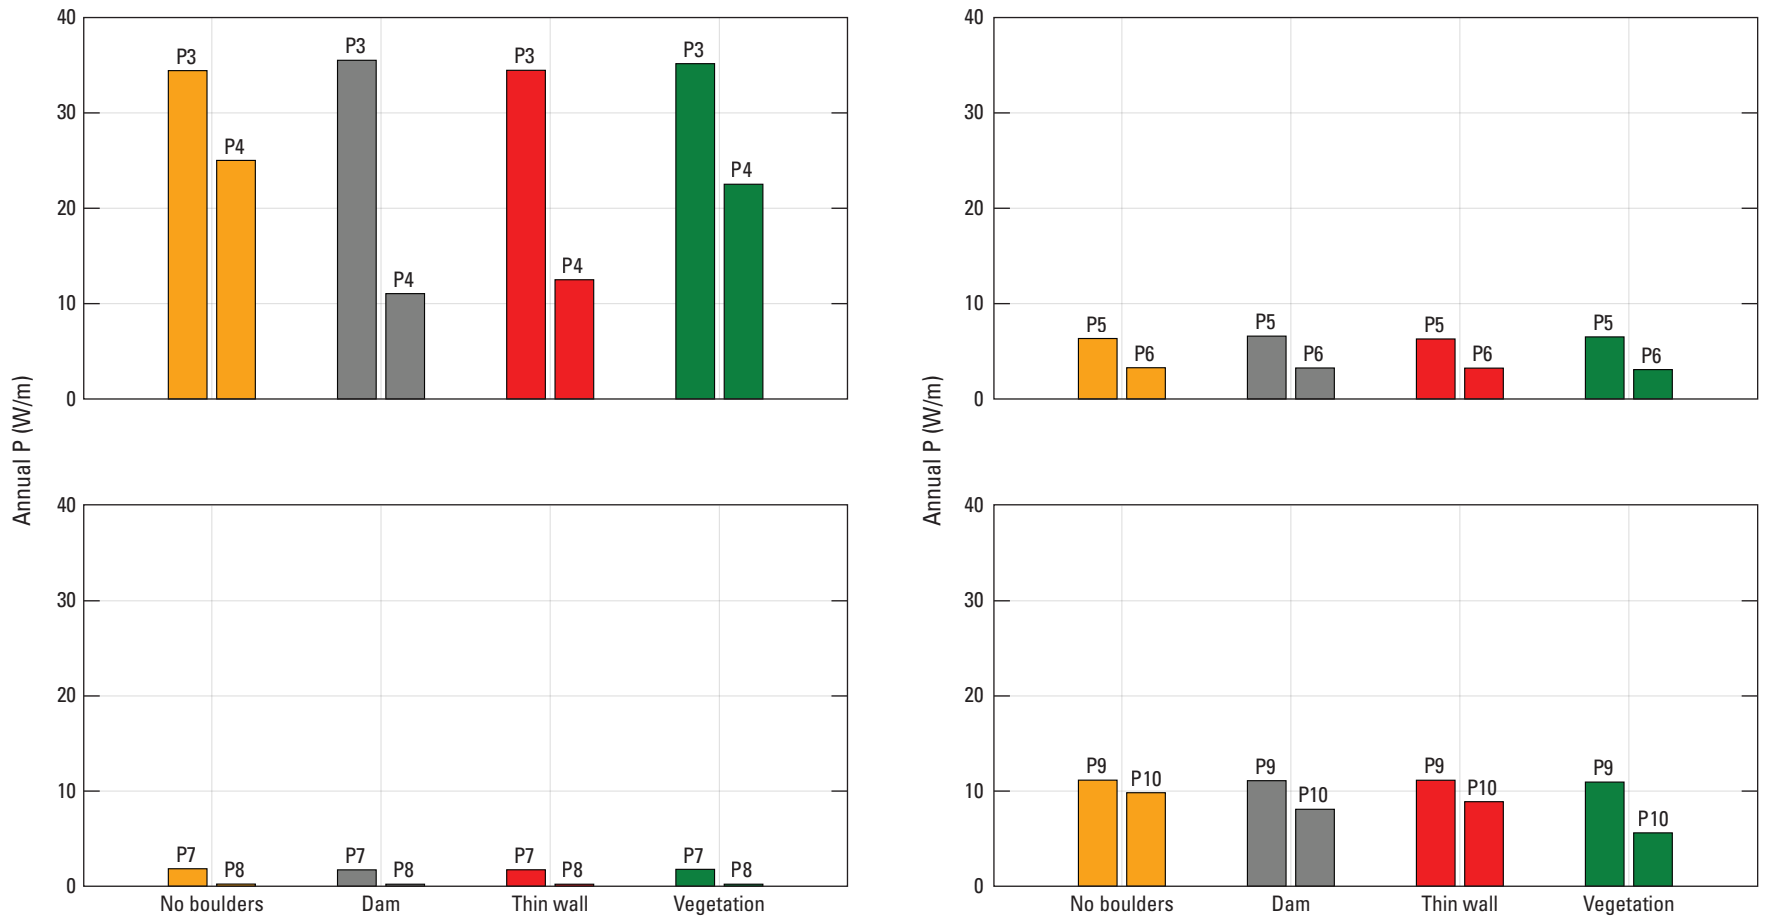 Annual P (W/m)
40
30
20
10
0
P3
P4
P3
P4
P3
P4
P3
P4
Annual P (W/m)
40
30
20
10
0
P5
P6
P5
P6
P5
P6
P5
P6
40
30
20
10
0
P7
P8
P7
P8
P7
P8
P7
P8
No boulders
Dam
Thin wall
Vegetation
40
30
20
10
0
P9
P10
P9
P10
P9
P10
P9
P10
No boulders
Dam
Thin wall
Vegetation